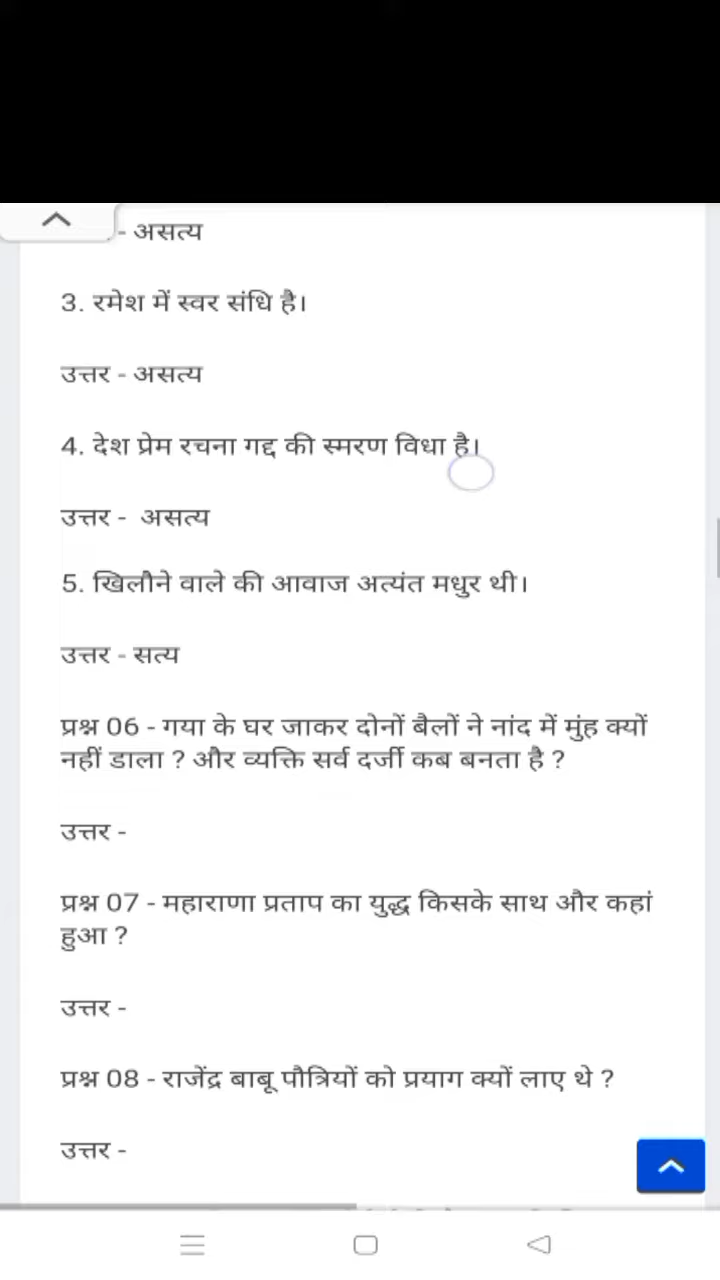 - असत्य
3. रमेश में स्वर संधि है।
उत्तर - असत्य
4. देश प्रेम रचना गद्द की स्मरण विधा है।
उत्तर - असत्य
5. खिलौने वाले की आवाज अत्यंत मधुर थी।
उत्तर - सत्य
प्रश्न 06 - गया के घर जाकर दोनों बैलों ने नांद में मुंह क्यों
नहीं डाला ? और व्यक्ति सर्व दर्जी कब बनता है ?
उत्तर -
प्रश्न 07 - महाराणा प्रताप का युद्ध किसके साथ और कहां
हुआ ?
उत्तर -
प्रश्न 08 - राजेंद्र बाबू पौत्रियों को प्रयाग क्यों लाए थे ?
उत्तर -